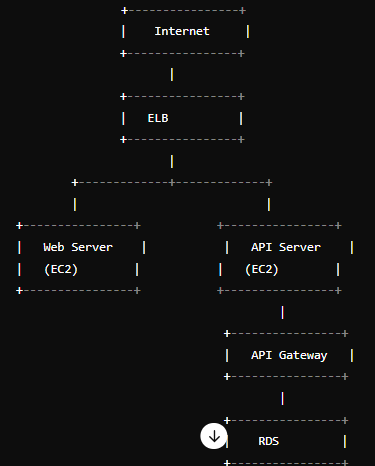 Internet
ELB
Web Server API Server
(EC2) (EC2)
API Gateway
RDS